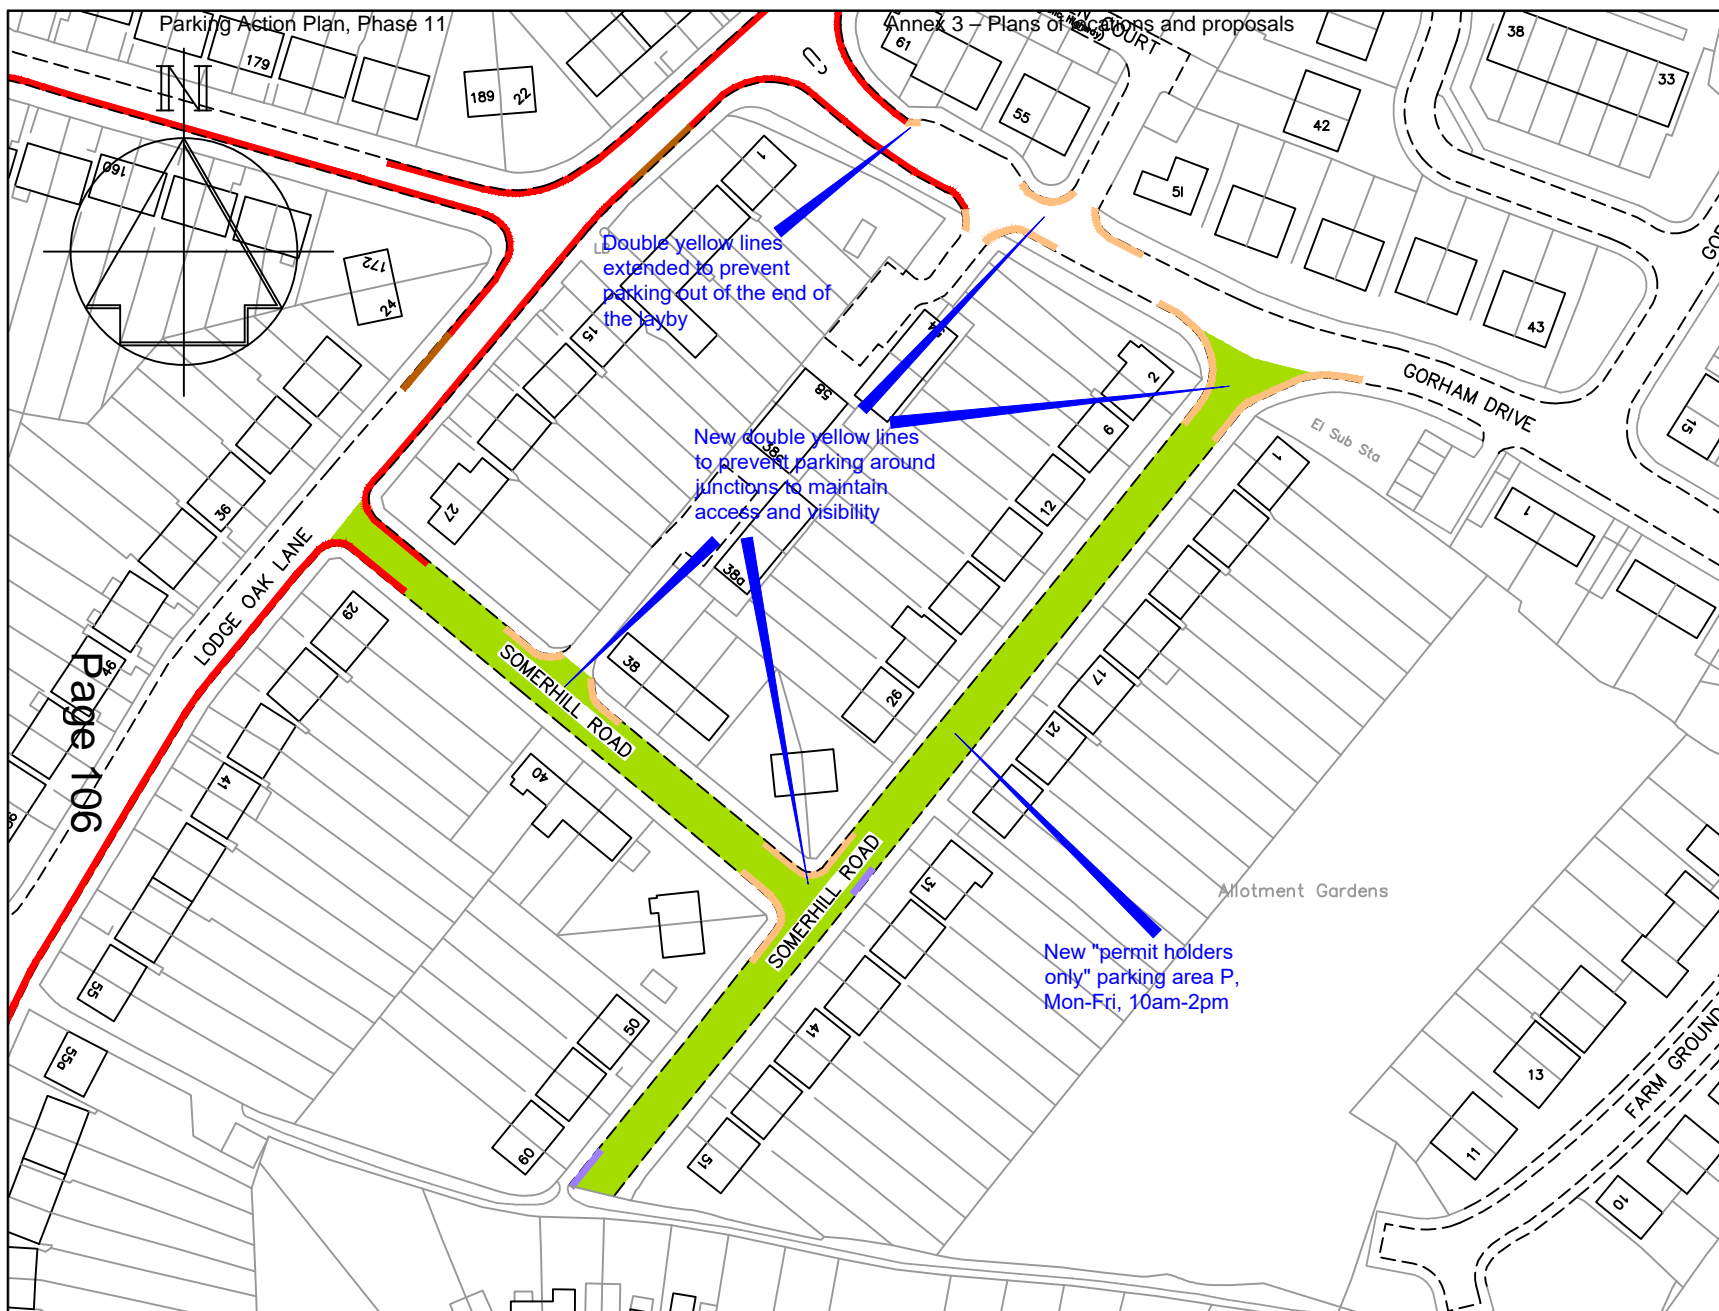 Parking Action Plan, Phase 11
Annex 3 – Plans of locations and proposals
COURT
N
179
189
22
160
172
24
61
55
38
33
42
51
43
15
1
15
27
LB
Double yellow lines
extended to prevent
parking out of the end of
the layby
58
2
6
12
26
GORHAM DRIVE
El Sub Sta
1
1
New double yellow lines
to prevent parking around
junctions to maintain
access and visibility
38a
38
36
46
LODGE OAK LANE
29
SOMERHILL ROAD
40
41
55
55a
17
21
31
SOMERHILL ROAD
41
51
50
60
Allotment Gardens
New "permit holders
only" parking area P,
Mon-Fri, 10am-2pm
13
11
10
FARM GROUND
Page 106